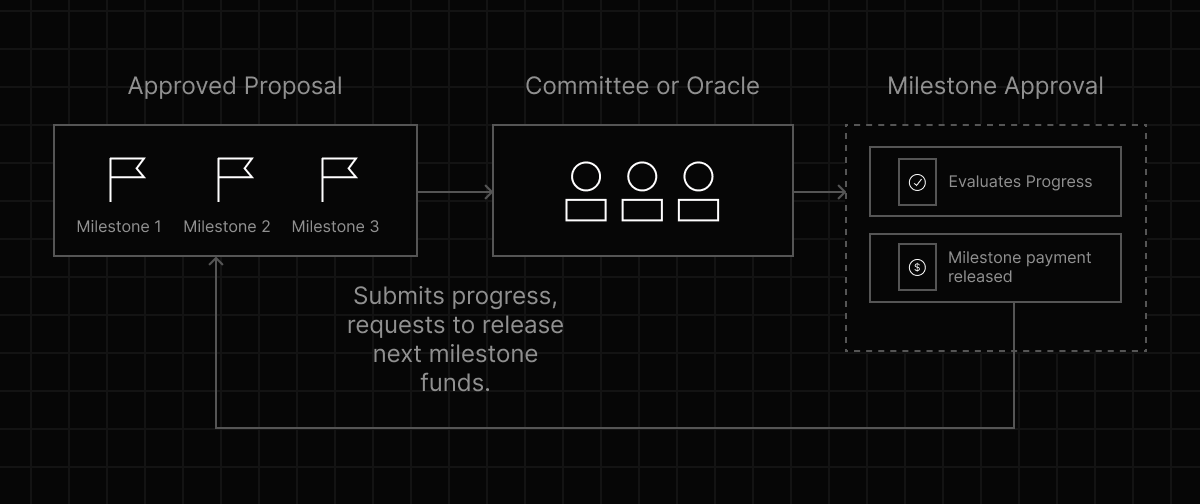 Approved Proposal
Committee or Oracle
Milestone Approval
Milestone 1
Milestone 2
Milestone 3
Evaluates Progress
$
Milestone payment
released
Submits progress,
requests to release
next milestone
funds.